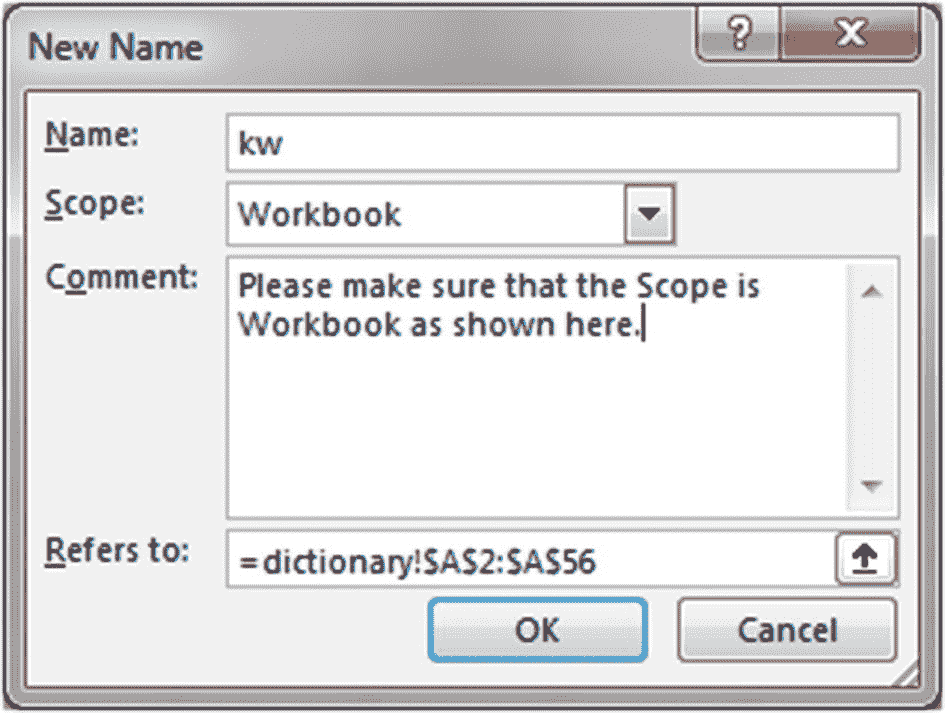 New Name
?
X
Name:
kw
Scope:
Workbook
Comment:
Please make sure that the Scope is
Workbook as shown here.
Refers to:
=dictionary!$A$2:$A$56
OK
Cancel